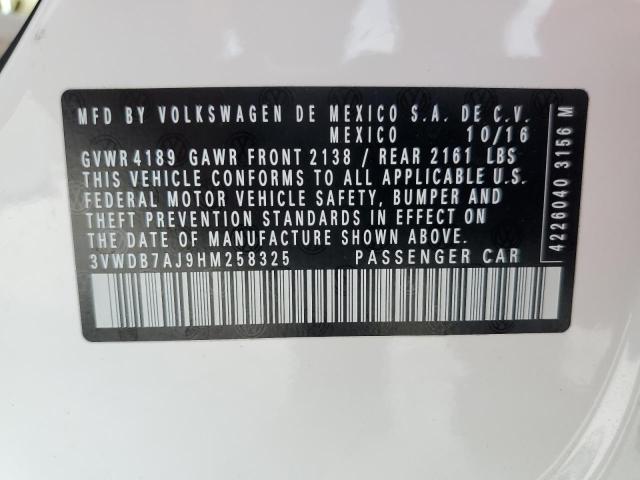 MFD BY VOLKSWAGEN DE MEXICO S.A. DE C.V.
MEXICO 10/16
GVWR 4189 GAWR FRONT 2138 / REAR 2161 LBS
THIS VEHICLE CONFORMS TO ALL APPLICABLE U.S.
FEDERAL MOTOR VEHICLE SAFETY, BUMPER AND
THEFT PREVENTION STANDARDS IN EFFECT ON
THE DATE OF MANUFACTURE SHOWN ABOVE.
3VWDB7AJ9HM258325 PASSENGER CAR
4226040 3156 M